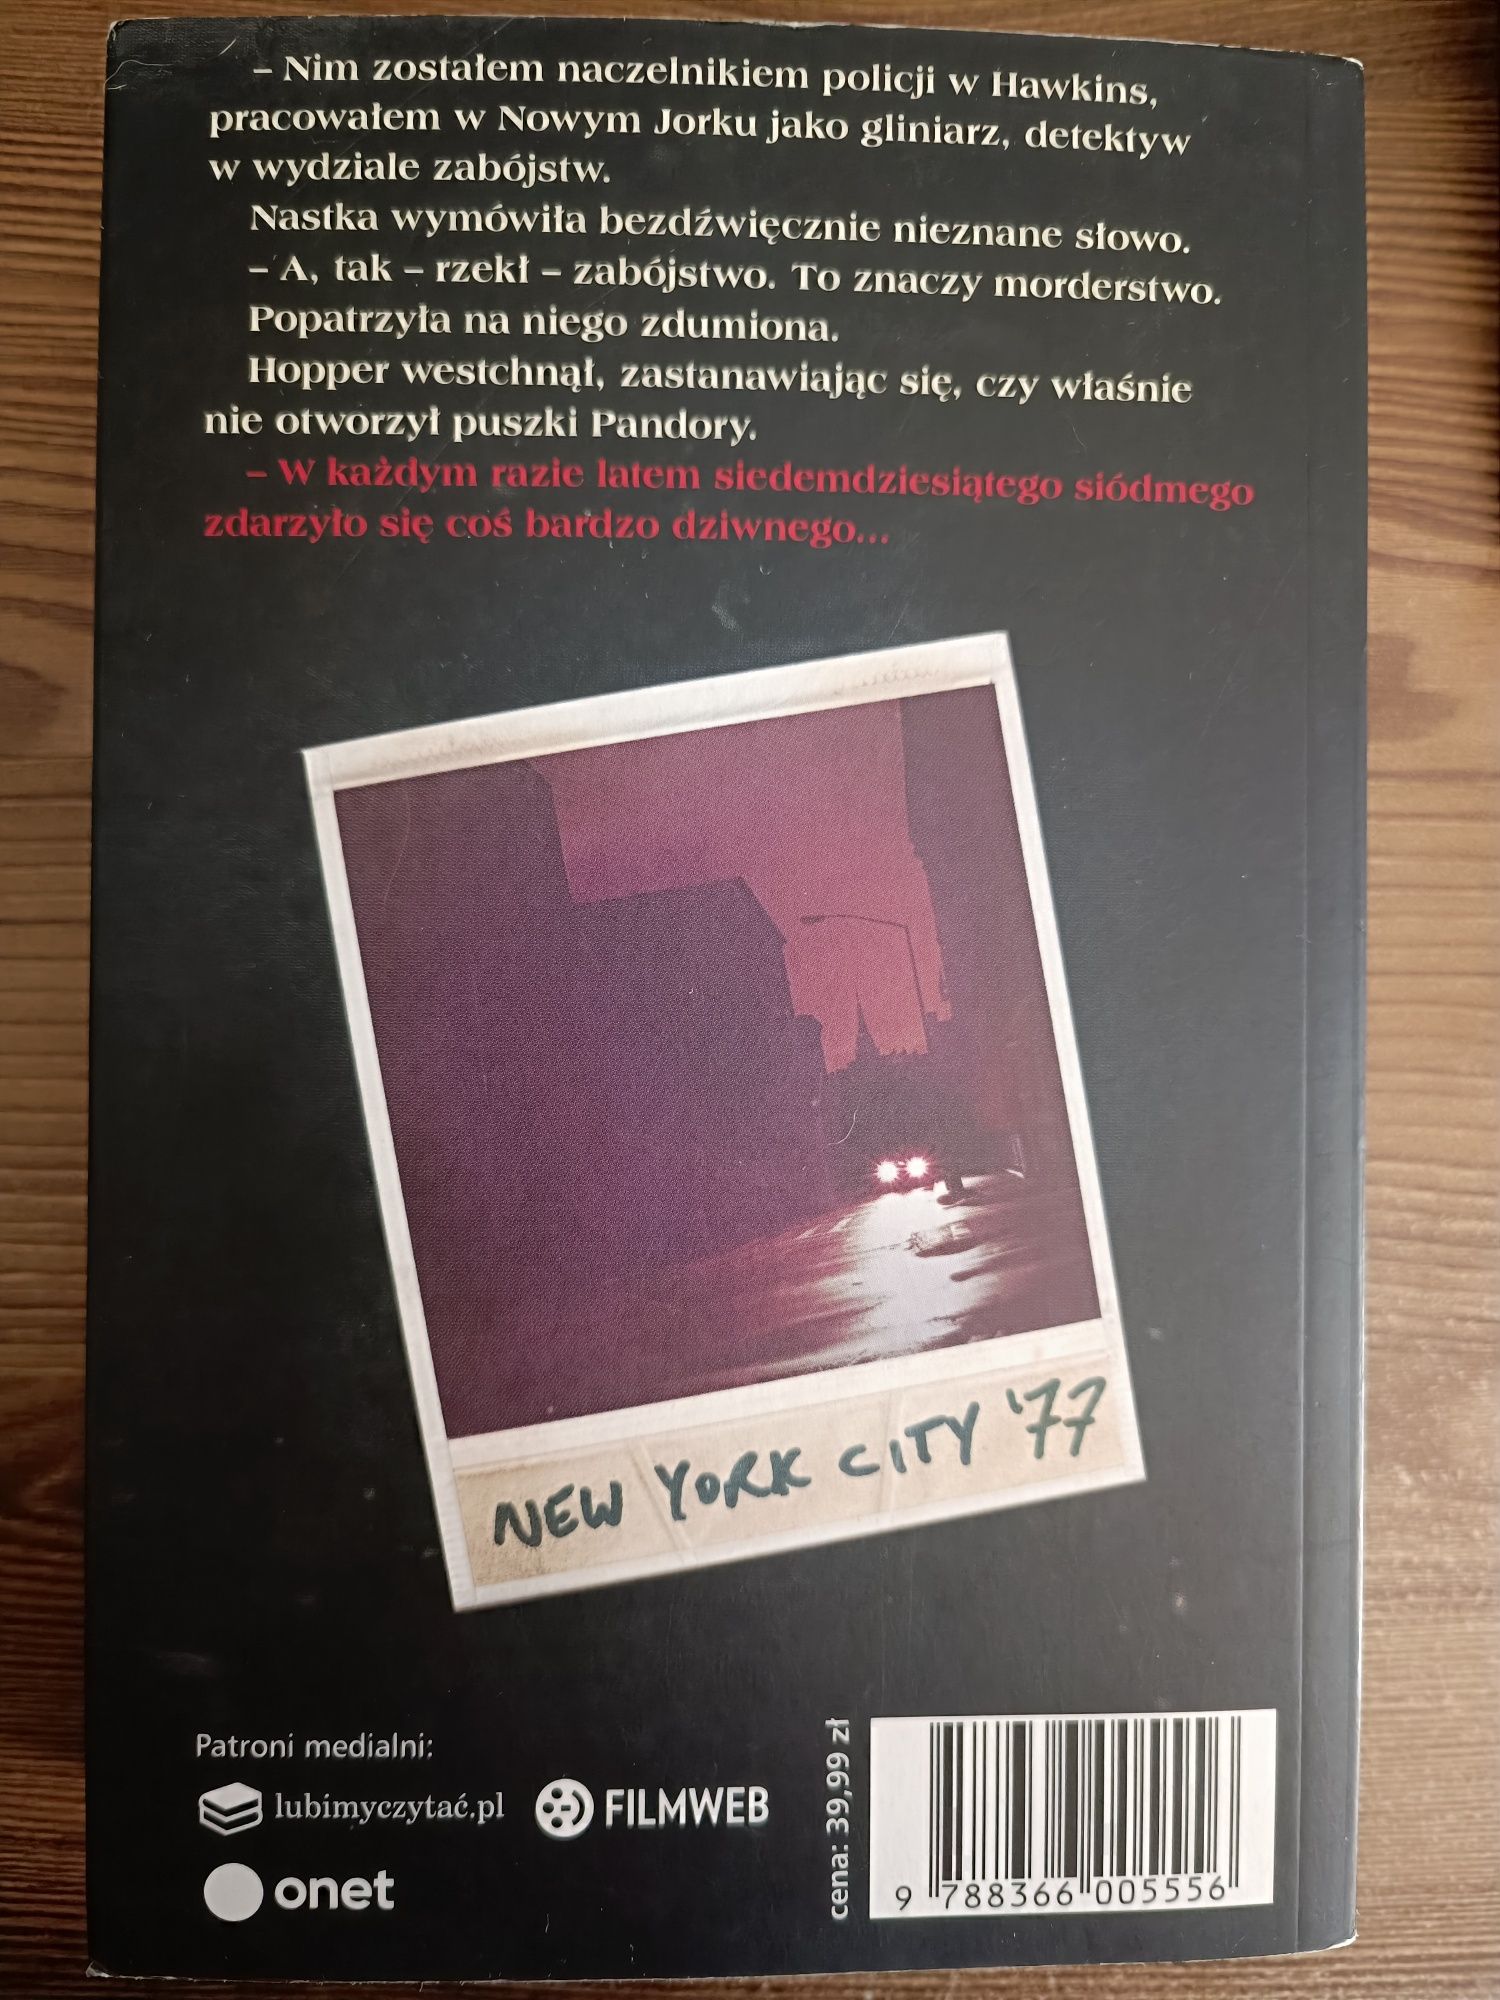 – Nim zostałem naczelnikiem policji w Hawkins,
pracowałem w Nowym Jorku jako gliniarz, detektyw
w wydziale zabójstw.
Nastka wymówiła bezdźwięcznie nieznane słowo.
– A, tak – rzekł – zabójstwo. To znaczy morderstwo.
Popatrzyła na niego zdumiona.
Hopper westchnął, zastanawiając się, czy właśnie
nie otworzył puszki Pandory.
– W każdym razie latem siedemdziesiątego siódmego
zdarzyło się coś bardzo dziwnego...
NEW YORK CITY '77
Patroni medialni:
lubimyczytać.pl
FILMWEB
onet
cena: 39,99 zł
9 788366 005556